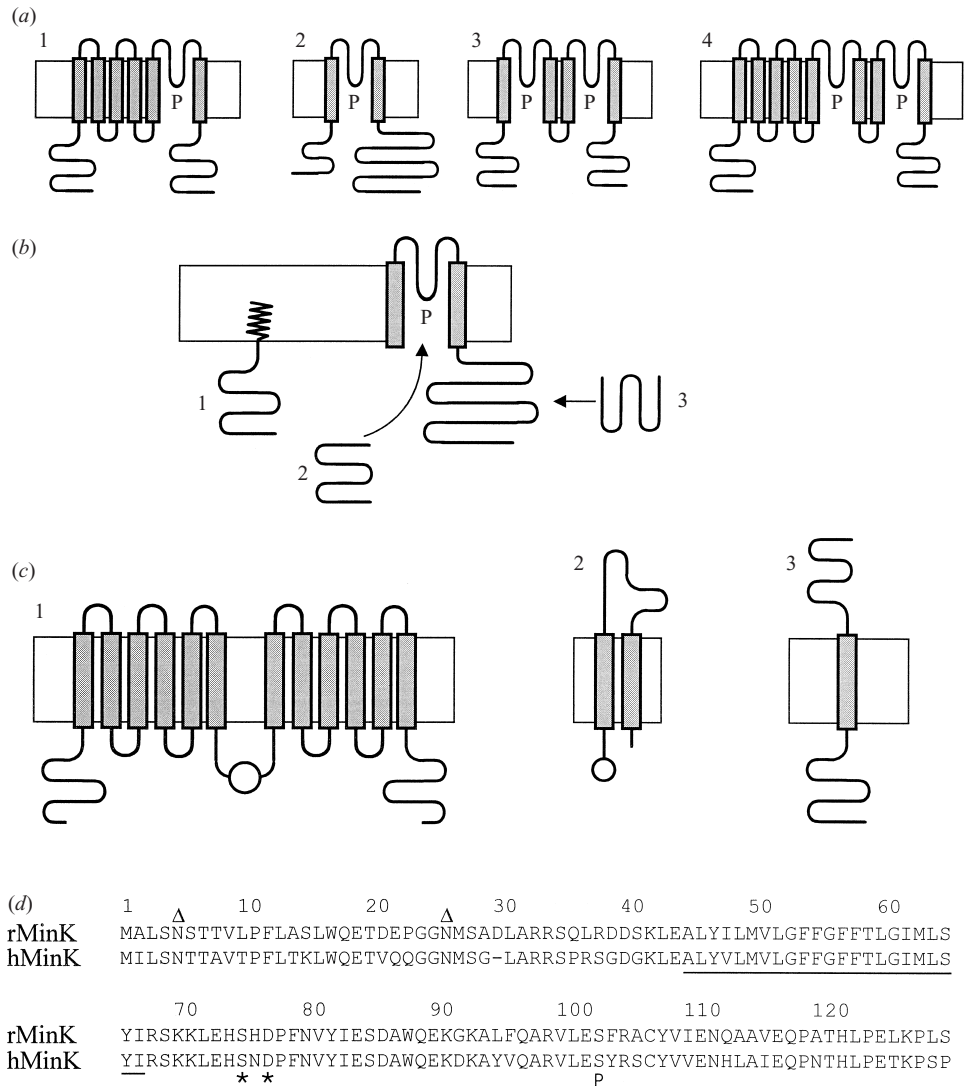 (a)
1 2 3 4
P P P P P P
(b)
P
1
2
3
(c)
1 2 3
(d) 1 10 20 30 40 50 60
Δ Δ
rMinK MALSNSTTVLPFLASLWQETDEPGGNMSADLARRSQLRDDSKLEALYILMVLGFFGFFTLGIMLS
hMinK MILSNTTAVTPFLTKLWQETVQQGGNMSG-LARRSPRSGDGKLEALYVLMVLGFFGFFTLGIMLS
70 80 90 100 110 120
rMinK YIRSKKLEHSHDPFNVYIESDAWQEKGKALFQARVLESFRACYVIENQAAVEQPATHLPELKPLS
hMinK YIRSKKLEHSNDPFNVYIESDAWQEKDKAYVQARVLESYRSCYVVENHLAIEQPNTHLPETKPSP
* * P